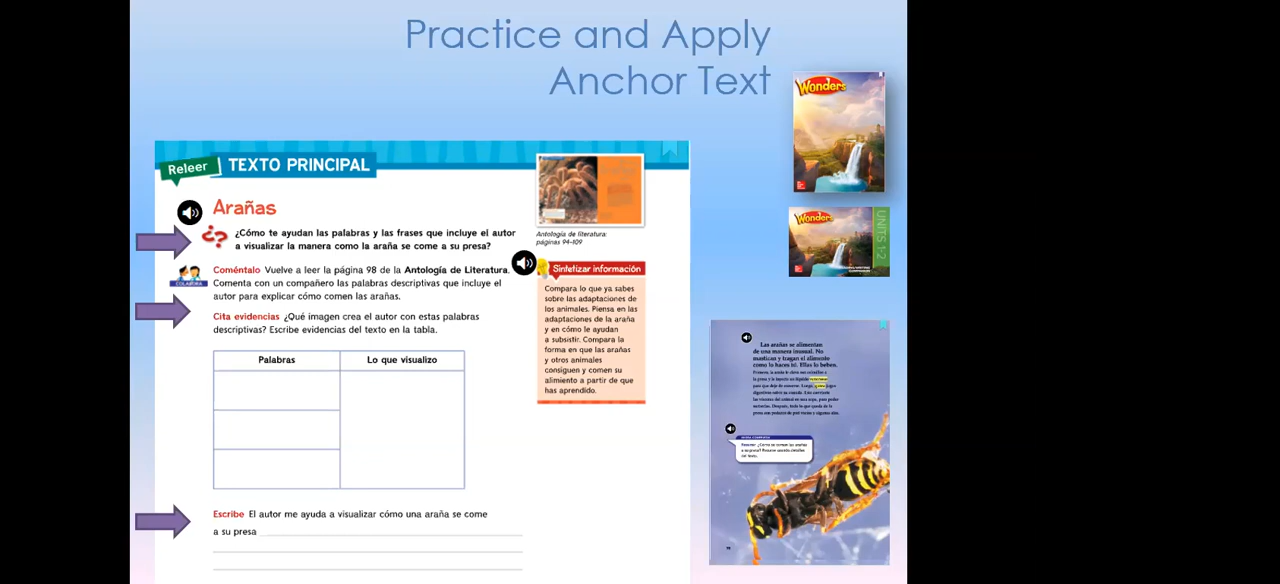 Practice and Apply
Anchor Text
Wonders
Wonders
UNITS 1-2
Releer
TEXTO PRINCIPAL
Arañas
¿?
¿Cómo te ayudan las palabras y las frases que incluye el autor
a visualizar la manera como la araña se come a su presa?
COLABORA
Coméntalo Vuelve a leer la página 98 de la Antología de Literatura.
Comenta con un compañero las palabras descriptivas que incluye el
autor para explicar cómo comen las arañas.
Cita evidencias ¿Qué imagen crea el autor con estas palabras
descriptivas? Escribe evidencias del texto en la tabla.
Palabras
Lo que visualizo
Escribe El autor me ayuda a visualizar cómo una araña se come
a su presa
Antología de literatura:
páginas 94–109
Sintetizar información
Compara lo que ya sabes
sobre las adaptaciones de
los animales. Piensa en las
adaptaciones de la araña
y en cómo le ayudan
a subsistir. Compara la
forma en que las arañas
y otros animales
consiguen y comen su
alimento a partir de que
has aprendido.
Las arañas se alimentan
de una manera inusual. No
mastican y tragan el alimento
como lo haces tú. Ellas lo beben.